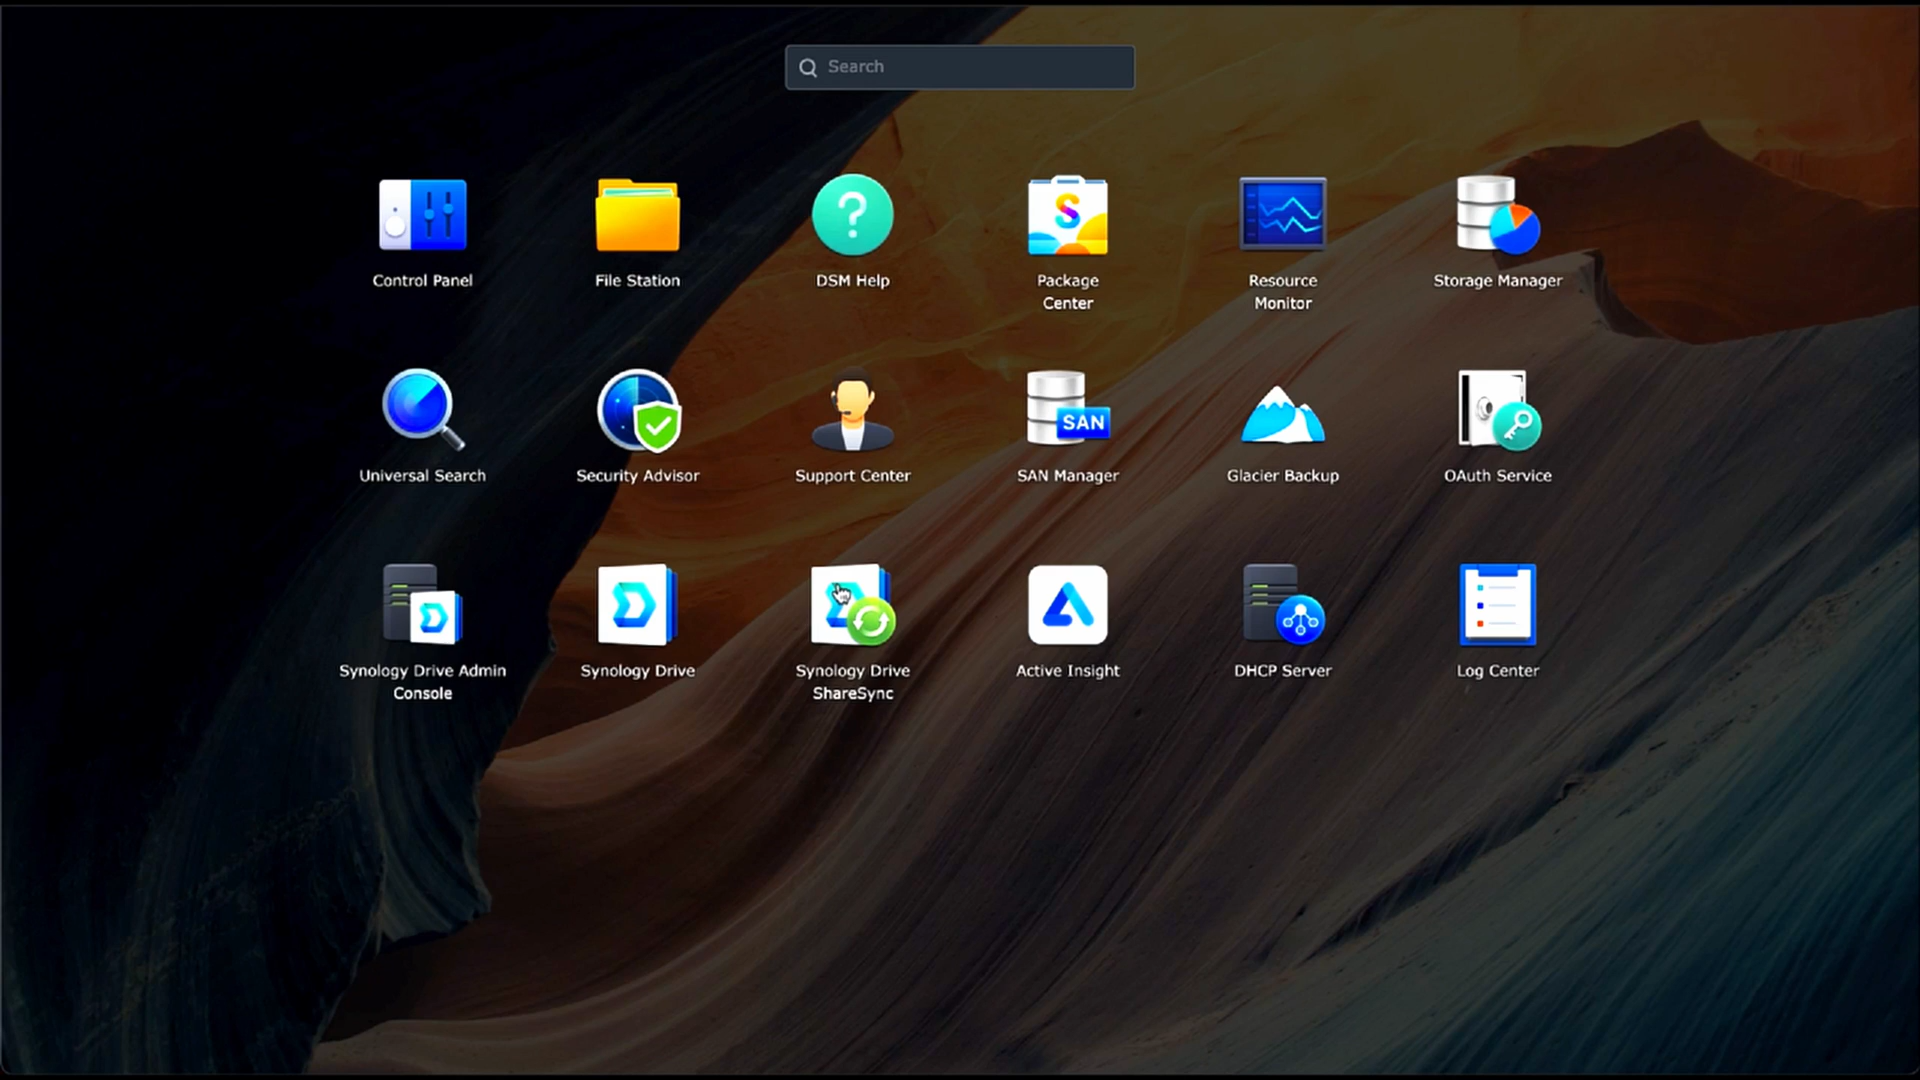 Search
Control Panel
File Station
DSM Help
Package
Center
Resource
Monitor
Storage Manager
Universal Search
Security Advisor
Support Center
SAN
SAN Manager
Glacier Backup
OAuth Service
Synology Drive Admin
Console
Synology Drive
Synology Drive
ShareSync
Active Insight
DHCP Server
Log Center